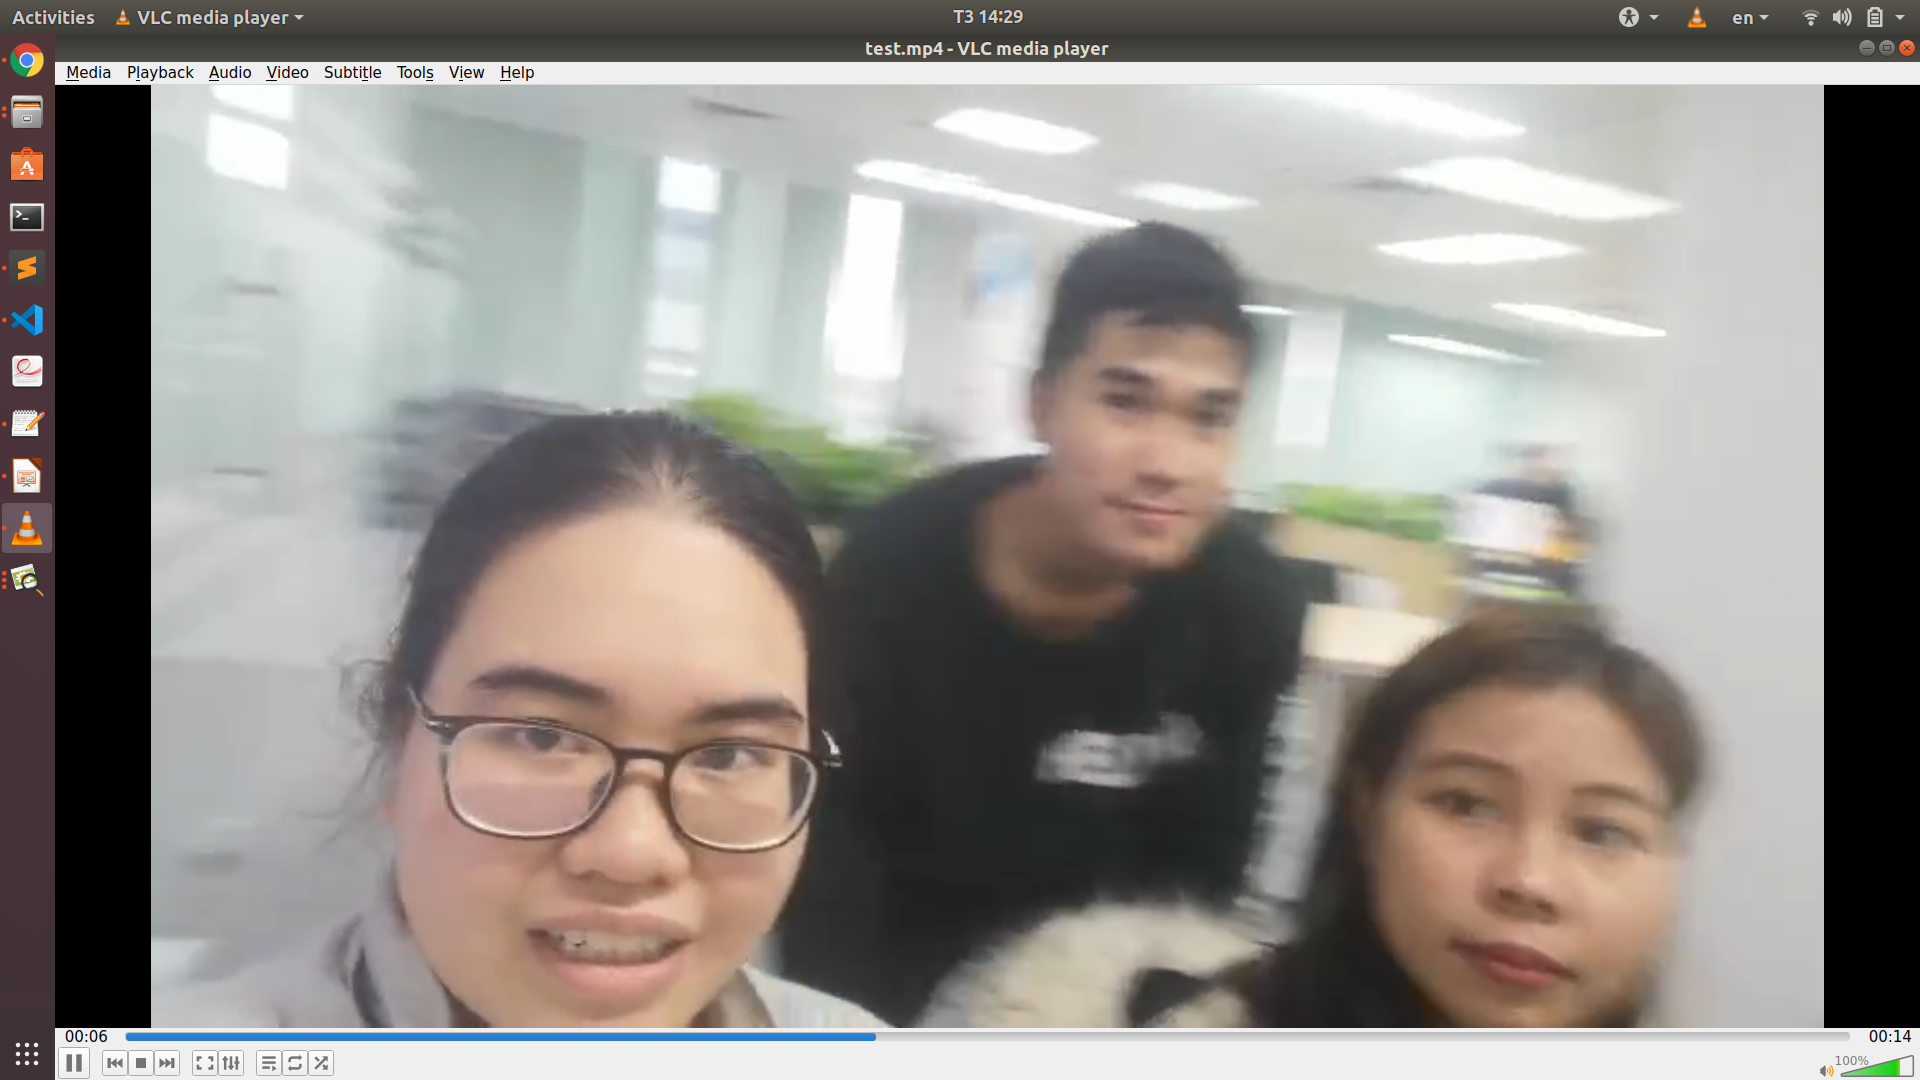 Activities VLC media player T3 14:29 en
test.mp4 - VLC media player
Media Playback Audio Video Subtitle Tools View Help
00:06 00:14
100%